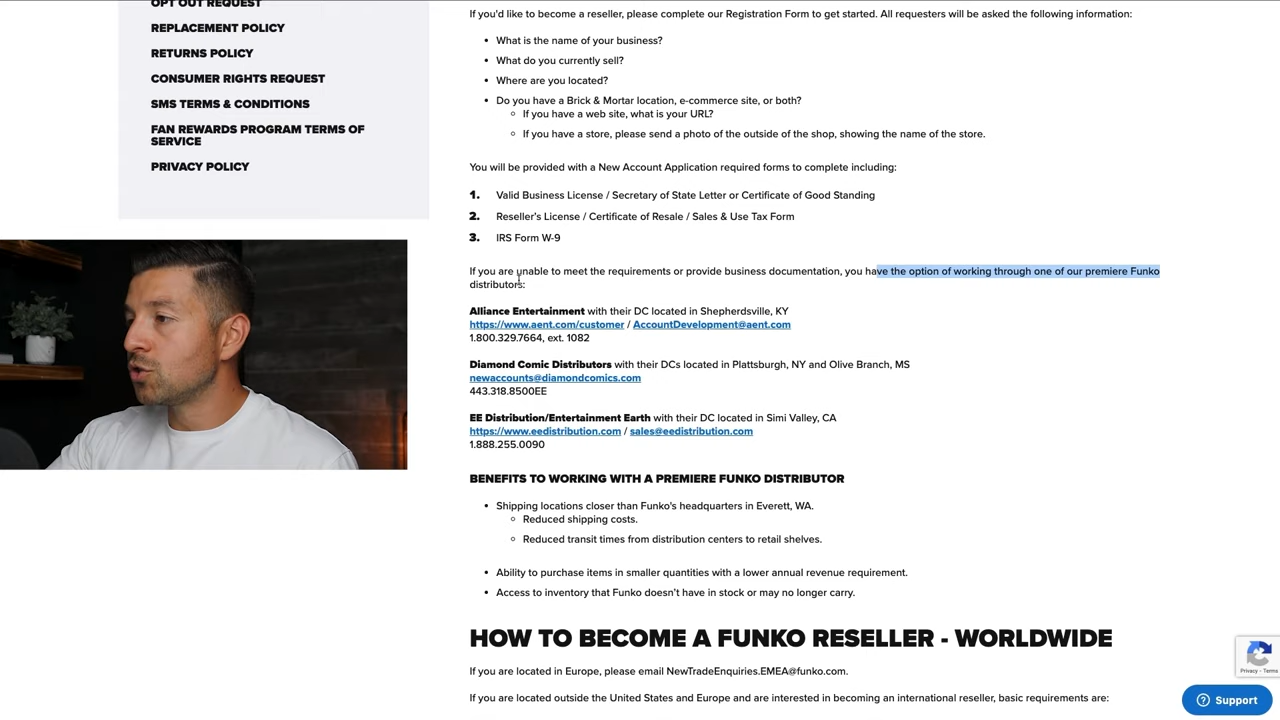 OPT OUT REQUEST
REPLACEMENT POLICY
RETURNS POLICY
CONSUMER RIGHTS REQUEST
SMS TERMS & CONDITIONS
FAN REWARDS PROGRAM TERMS OF
SERVICE
PRIVACY POLICY
If you'd like to become a reseller, please complete our Registration Form to get started. All requesters will be asked the following information:
• What is the name of your business?
• What do you currently sell?
• Where are you located?
• Do you have a Brick & Mortar location, e-commerce site, or both?
○ If you have a web site, what is your URL?
○ If you have a store, please send a photo of the outside of the shop, showing the name of the store.
You will be provided with a New Account Application required forms to complete including:
1. Valid Business License / Secretary of State Letter or Certificate of Good Standing
2. Reseller's License / Certificate of Resale / Sales & Use Tax Form
3. IRS Form W-9
If you are unable to meet the requirements or provide business documentation, you have the option of working through one of our premiere Funko
distributors:
Alliance Entertainment with their DC located in Shepherdsville, KY
https://www.aent.com/customer / AccountDevelopment@aent.com
1.800.329.7664, ext. 1082
Diamond Comic Distributors with their DCs located in Plattsburgh, NY and Olive Branch, MS
newaccounts@diamondcomics.com
443.318.8500EE
EE Distribution/Entertainment Earth with their DC located in Simi Valley, CA
https://www.eedistribution.com / sales@eedistribution.com
1.888.255.0090
BENEFITS TO WORKING WITH A PREMIERE FUNKO DISTRIBUTOR
• Shipping locations closer than Funko's headquarters in Everett, WA.
○ Reduced shipping costs.
○ Reduced transit times from distribution centers to retail shelves.
• Ability to purchase items in smaller quantities with a lower annual revenue requirement.
• Access to inventory that Funko doesn't have in stock or may no longer carry.
HOW TO BECOME A FUNKO RESELLER - WORLDWIDE
If you are located in Europe, please email NewTradeEnquiries.EMEA@funko.com.
If you are located outside the United States and Europe and are interested in becoming an international reseller, basic requirements are:
Privacy - Terms
Support